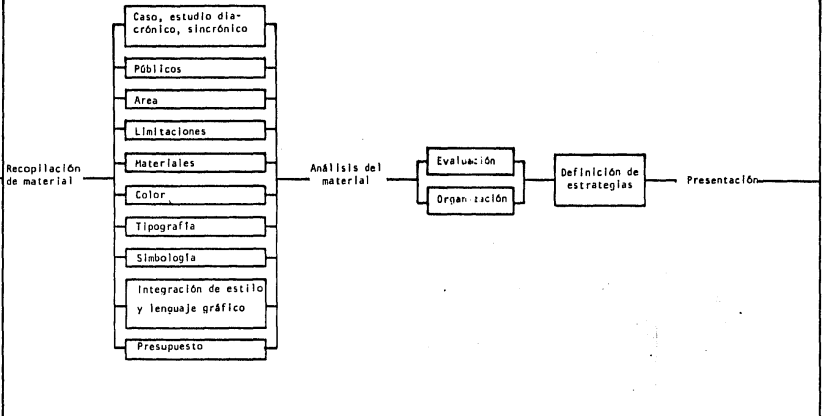 Recopilación
de material
Caso, estudio dia-
crónico, sincrónico
Públicos
Area
Limitaciones
Materiales
Color
Tipografía
Simbología
Integración de estilo
y lenguaje gráfico
Presupuesto
Análisis del
material
Evaluación
Organización
Definición de
estrategias
Presentación